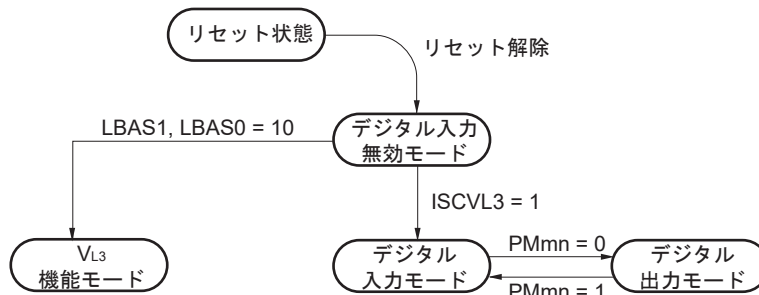 リセット状態
リセット解除
LBAS1, LBAS0 = 10
デジタル入力
無効モード
ISCVL3 = 1
VL3
機能モード
デジタル
入力モード
PMmn = 0
PMmn = 1
デジタル
出力モード